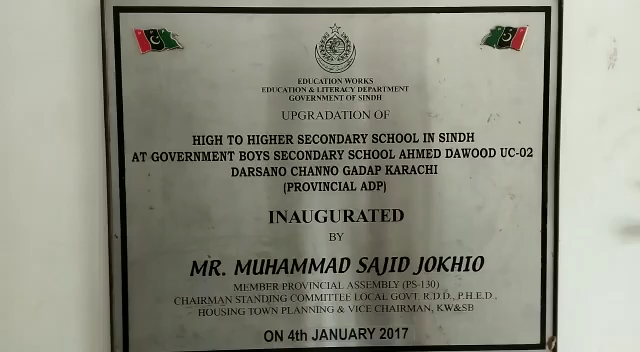 EDUCATION WORKS
EDUCATION & LITERACY DEPARTMENT
GOVERNMENT OF SINDH
UPGRADATION OF
HIGH TO HIGHER SECONDARY SCHOOL IN SINDH
AT GOVERNMENT BOYS SECONDARY SCHOOL AHMED DAWOOD UC-02
DARSANO CHANNO GADAP KARACHI
(PROVINCIAL ADP)
INAUGURATED
BY
MR. MUHAMMAD SAJID JOKHIO
MEMBER PROVINCIAL ASSEMBLY (PS-130)
CHAIRMAN STANDING COMMITTEE LOCAL GOVT R.D.D., P.H.E.D.,
HOUSING TOWN PLANNING & VICE CHAIRMAN, KW&SB
ON 4th JANUARY 2017